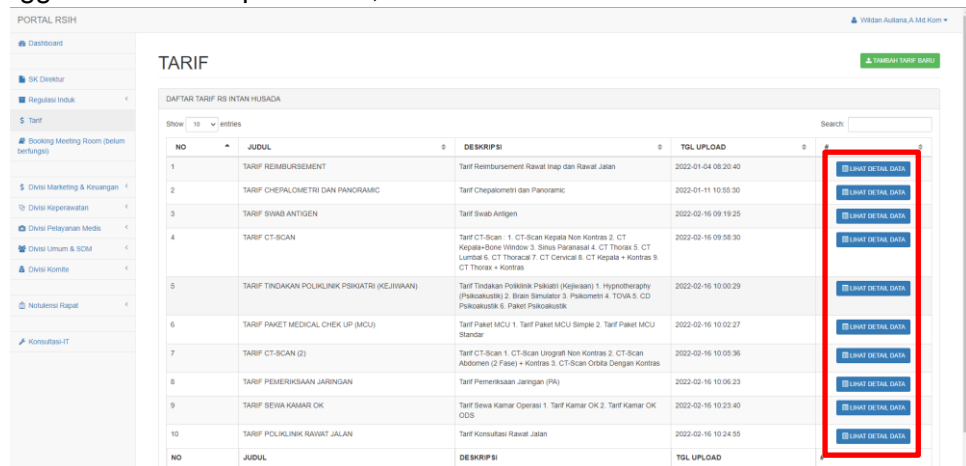 PORTAL RSIH
Wildan Auliana,A.Md.Kom
Dashboard
SK Direktur
Regulasi Induk
Tarif
Booking Meeting Room (belum
berfungsi)
Divisi Marketing & Keuangan
Divisi Keperawatan
Divisi Pelayanan Medis
Divisi Umum & SDM
Divisi Komite
Notulensi Rapat
Konsultasi-IT
TARIF
TAMBAH TARIF BARU
DAFTAR TARIF RS INTAN HUSADA
Show 10 entries
Search:
NO JUDUL DESKRIPSI TGL UPLOAD #
1 TARIF REIMBURSEMENT Tarif Reimbursement Rawat Inap dan Rawat Jalan 2022-01-04 08:20:40 LIHAT DETAIL DATA
2 TARIF CHEPALOMETRI DAN PANORAMIC Tarif Chepalometri dan Panoramic 2022-01-11 10:55:30 LIHAT DETAIL DATA
3 TARIF SWAB ANTIGEN Tarif Swab Antigen 2022-02-16 09:19:25 LIHAT DETAIL DATA
4 TARIF CT-SCAN Tarif CT-Scan : 1. CT-Scan Kepala Non Kontras 2. CT 2022-02-16 09:58:30 LIHAT DETAIL DATA
Kepala+Bone Window 3. Sinus Paranasal 4. CT Thorax 5. CT
Lumbal 6. CT Thoracal 7. CT Cervical 8. CT Kepala + Kontras 9.
CT Thorax + Kontras
5 TARIF TINDAKAN POLIKLINIK PSIKIATRI (KEJIWAAN) Tarif Tindakan Poliklinik Psikiatri (Kejiwaan) 1. Hypnotheraphy 2022-02-16 10:00:29 LIHAT DETAIL DATA
(Psikoakustik) 2. Brain Simulator 3. Psikometri 4. TOVA 5. CD
Psikoakustik 6. Paket Psikoakustik
6 TARIF PAKET MEDICAL CHEK UP (MCU) Tarif Paket MCU 1. Tarif Paket MCU Simple 2. Tarif Paket MCU 2022-02-16 10:02:27 LIHAT DETAIL DATA
Standar
7 TARIF CT-SCAN (2) Tarif CT-Scan 1. CT-Scan Urografi Non Kontras 2. CT-Scan 2022-02-16 10:05:36 LIHAT DETAIL DATA
Abdomen (2 Fase) + Kontras 3. CT-Scan Orbita Dengan Kontras
8 TARIF PEMERIKSAAN JARINGAN Tarif Pemeriksaan Jaringan (PA) 2022-02-16 10:06:23 LIHAT DETAIL DATA
9 TARIF SEWA KAMAR OK Tarif Sewa Kamar Operasi 1. Tarif Kamar OK 2. Tarif Kamar OK 2022-02-16 10:23:40 LIHAT DETAIL DATA
ODS
10 TARIF POLIKLINIK RAWAT JALAN Tarif Konsultasi Rawat Jalan 2022-02-16 10:24:55 LIHAT DETAIL DATA
NO JUDUL DESKRIPSI TGL UPLOAD #